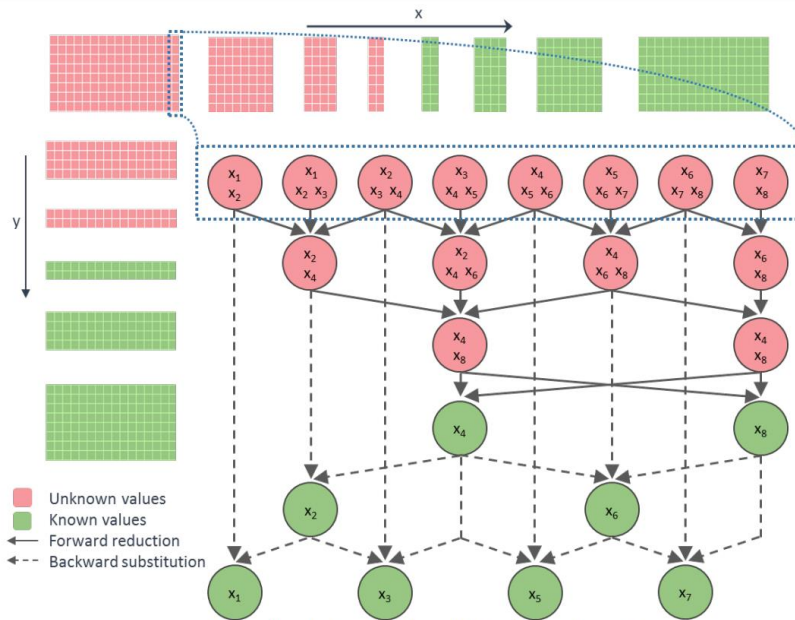 x
y
x₁
x₂
x₁
x₂ x₃
x₂
x₃ x₄
x₃
x₄ x₅
x₄
x₅ x₆
x₅
x₆ x₇
x₆
x₇ x₈
x₇
x₈
x₂
x₄
x₂
x₄ x₆
x₄
x₆ x₈
x₆
x₈
x₄
x₈
x₄
x₈
x₄
x₈
x₂
x₆
x₁
x₃
x₅
x₇
Unknown values
Known values
Forward reduction
Backward substitution